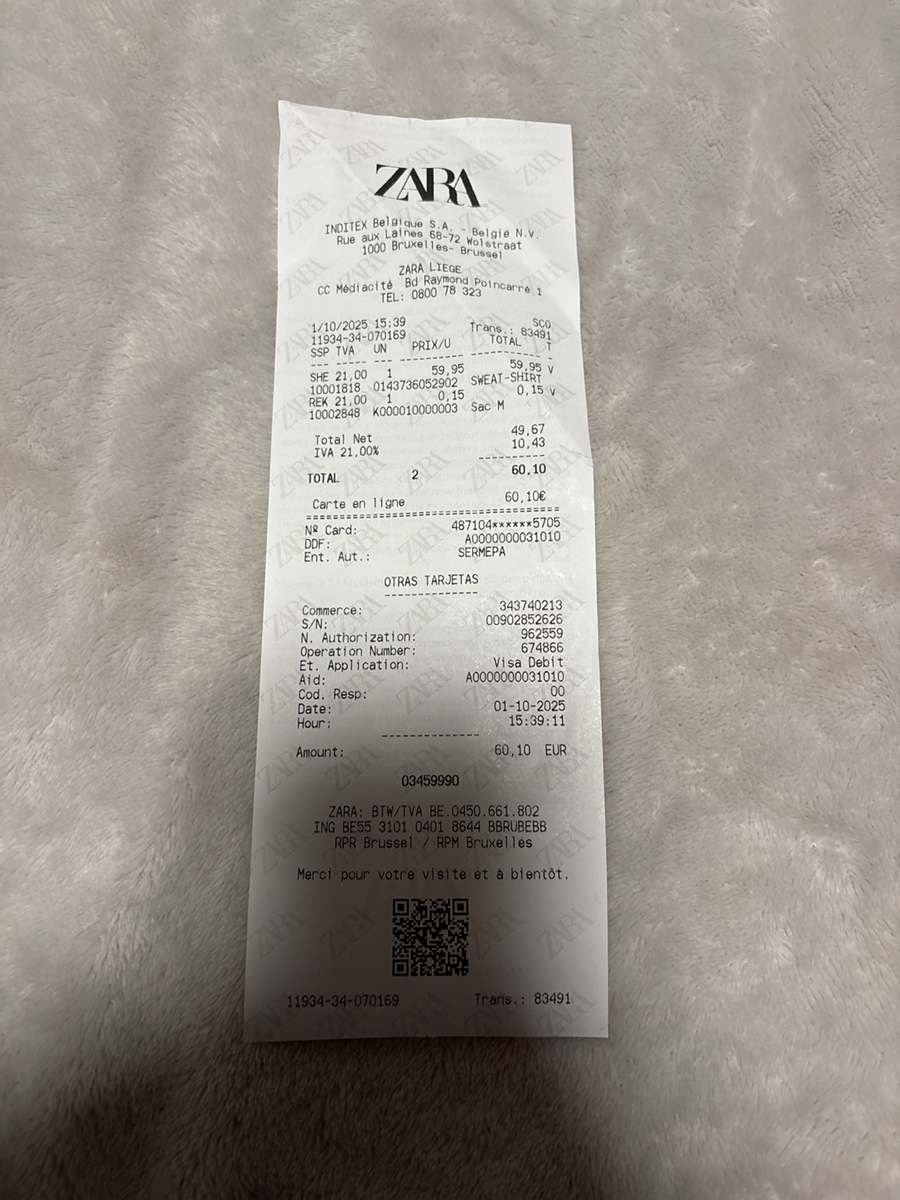 ZARA
INDITEX Belgique S.A. - België N.V.
Rue aux Laines 68-72 Wolstraat
1000 Bruxelles- Brussel
ZARA LIEGE
CC Médiacité Bd Raymond Poincarré 1
TEL: 0800 78 323
1/10/2025 15:39 SCO
11934-34-070169 Trans.: 83491
SSP TVA UN PRIX/U TOTAL T
--- --- --- ---------- ---------- -
SHE 21,00 1 59,95 59,95 V
10001818 0143736052902 SWEAT-SHIRT
REK 21,00 1 0,15 0,15 V
10002848 K000010000003 Sac M
Total Net 49,67
IVA 21,00% 10,43
----------
TOTAL 2 60,10
Carte en ligne 60,10€
======================================
Nº Card: 487104******5705
DDF: A0000000031010
Ent. Aut.: SERMEPA
OTRAS TARJETAS
--------------
Commerce: 343740213
S/N: 00902852626
N. Authorization: 962559
Operation Number: 674866
Et. Application: Visa Debit
Aid: A0000000031010
Cod. Resp: 00
Date: 01-10-2025
Hour: 15:39:11
--------------
Amount: 60,10 EUR
03459990
ZARA: BTW/TVA BE.0450.661.802
ING BE55 3101 0401 8644 BBRUBEBB
RPR Brussel / RPM Bruxelles
Merci pour votre visite et à bientôt.
11934-34-070169 Trans.: 83491